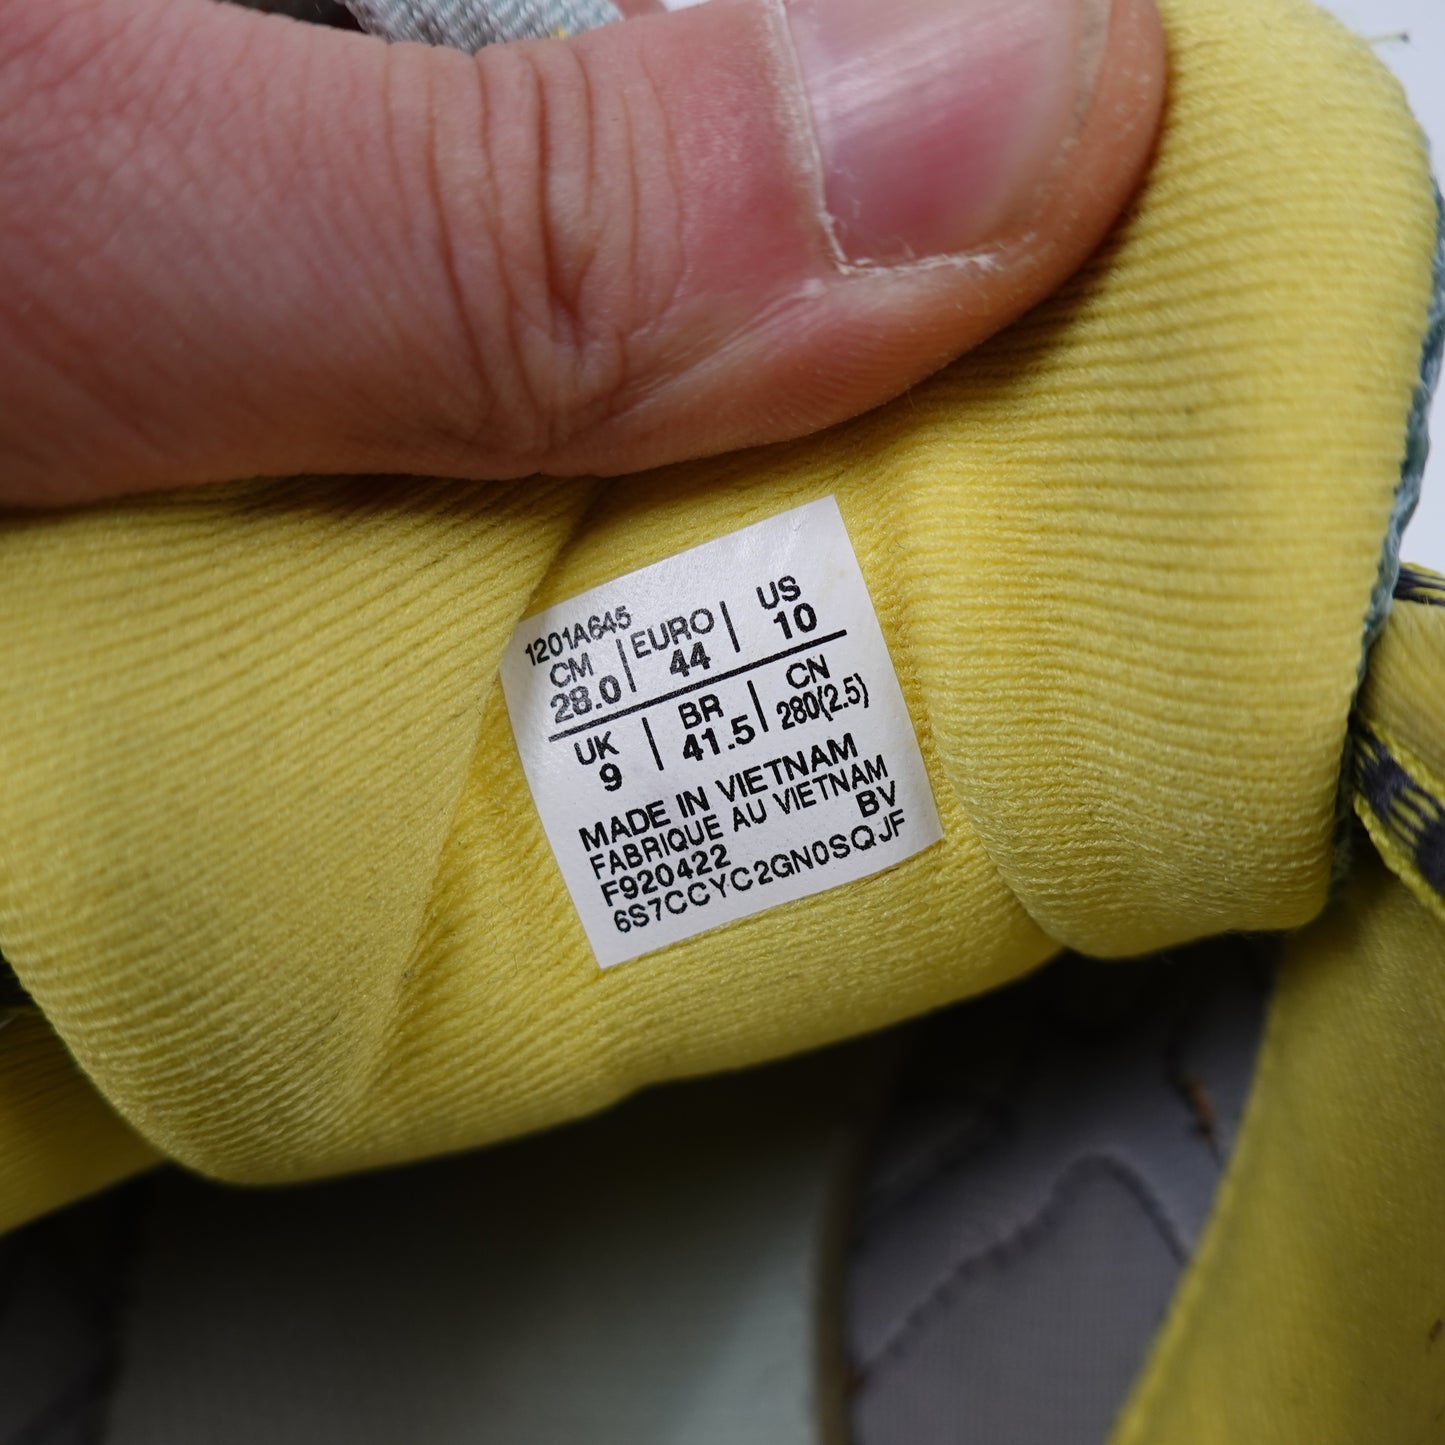 1201A645
CM | EURO | US
28.0 | 44 | 10
UK | BR | CN
9 | 41.5 | 280(2.5)
MADE IN VIETNAM
FABRIQUE AU VIETNAM
BV
F920422
6S7CCYC2GN0SQJF